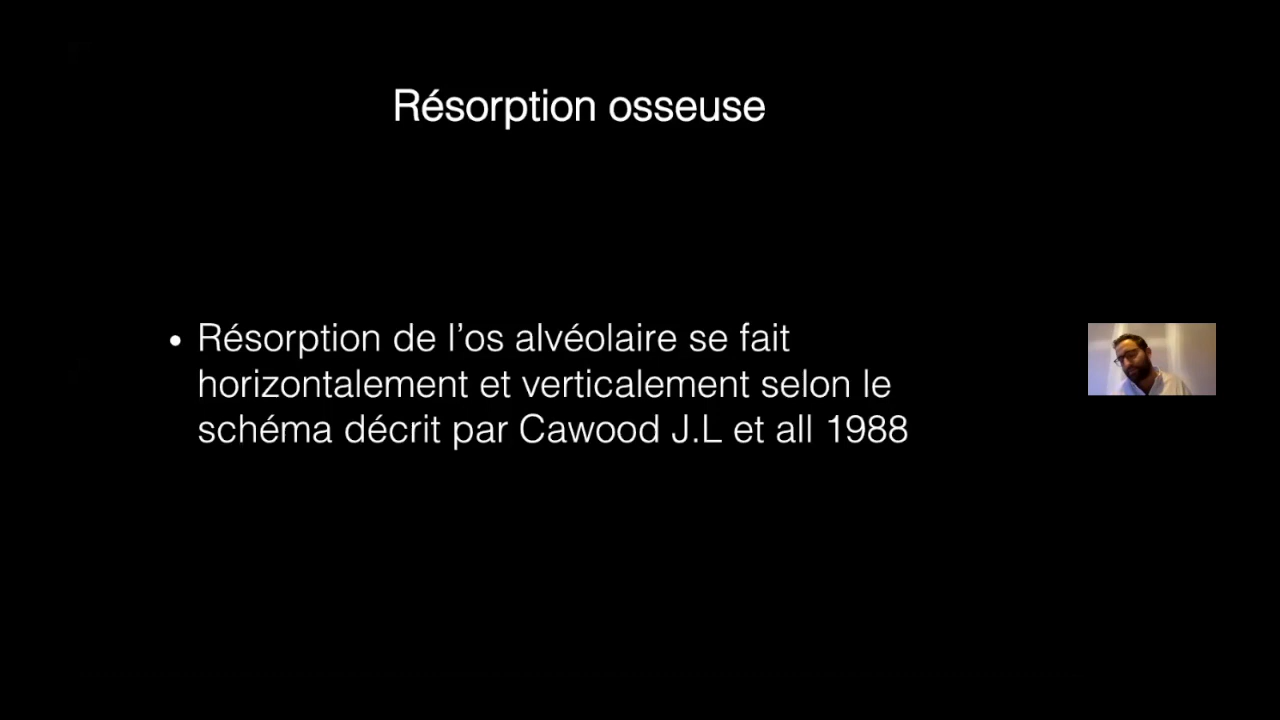 Résorption osseuse
• Résorption de l’os alvéolaire se fait
horizontalement et verticalement selon le
schéma décrit par Cawood J.L et all 1988